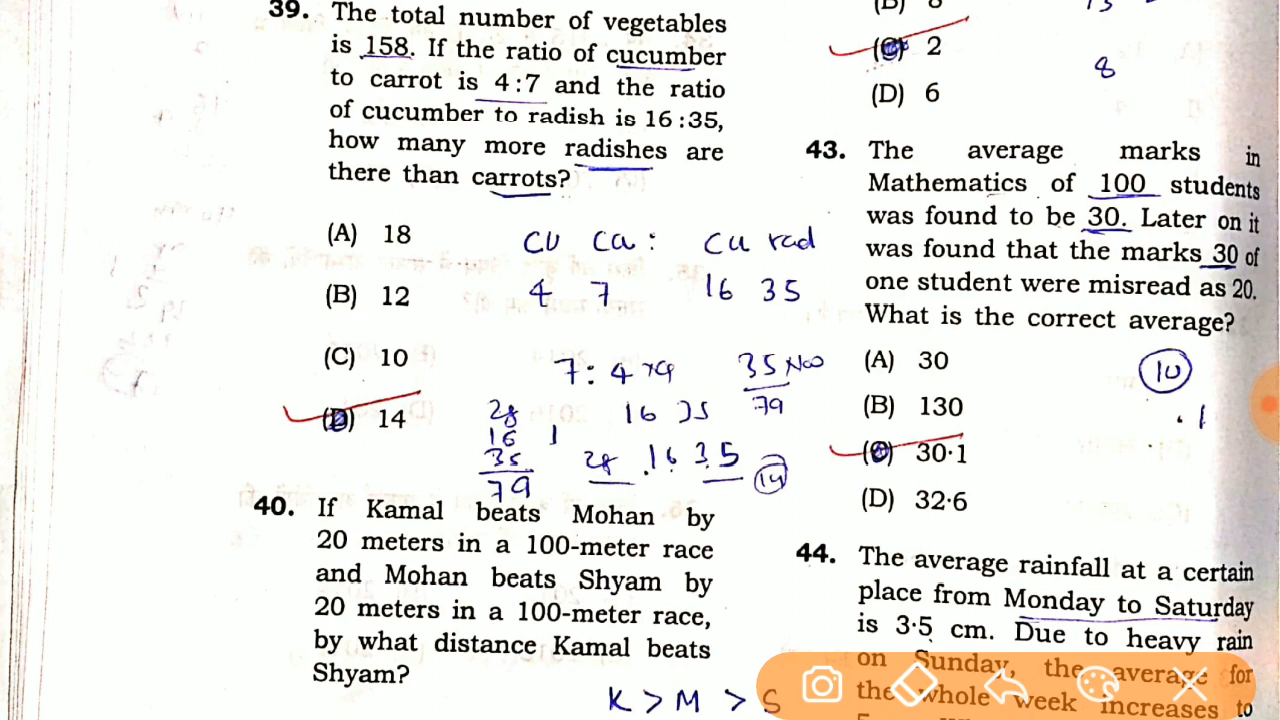 39. The total number of vegetables
is 158. If the ratio of cucumber
to carrot is 4:7 and the ratio
of cucumber to radish is 16:35,
how many more radishes are
there than carrots?
(A) 18
(B) 12
(C) 10
(D) 14
cu ca : cu rad
4 7 16 35
7:4 35
79
28 16 35
16
35
79
28 16 35 14
40. If Kamal beats Mohan by
20 meters in a 100-meter race
and Mohan beats Shyam by
20 meters in a 100-meter race,
by what distance Kamal beats
Shyam?
K > M > S
(C) 2
(D) 6
8
43. The average marks in
Mathematics of 100 students
was found to be 30. Later on it
was found that the marks 30 of
one student were misread as 20.
What is the correct average?
(A) 30
(B) 130
(C) 30·1
(D) 32·6
10
.1
44. The average rainfall at a certain
place from Monday to Saturday
is 3·5 cm. Due to heavy rain
on Sunday, the average for
the whole week increases to